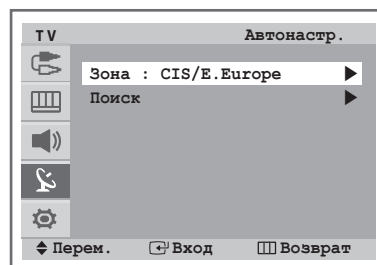 TV Автонастр.
Зона : CIS/E.Europe
Поиск
Перем. Вход Возврат